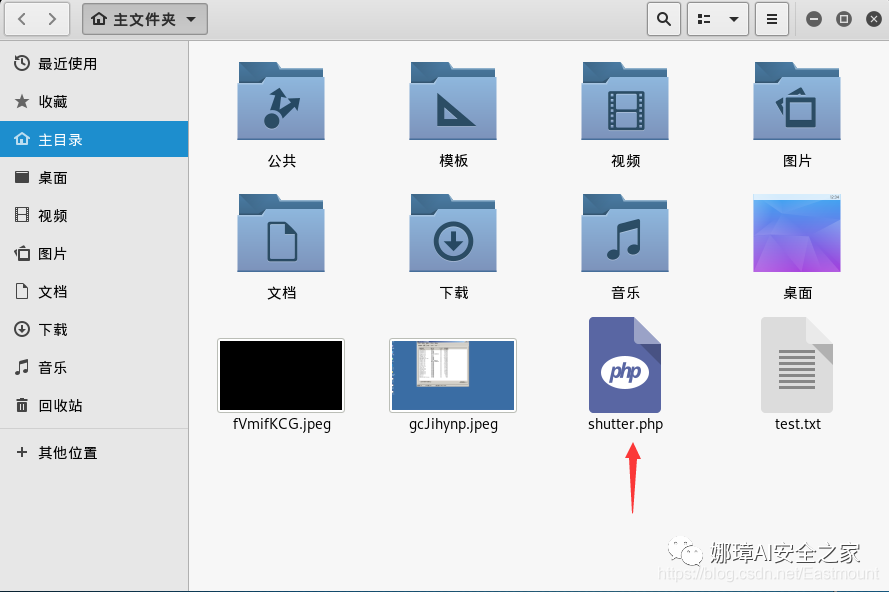 主文件夹
最近使用
收藏
主目录
桌面
视频
图片
文档
下载
音乐
回收站
其他位置
公共
模板
视频
图片
文档
下载
音乐
桌面
php
fVmifKCG.jpeg
gcJihynp.jpeg
shutter.php
test.txt
娜璋AI安全之家
https://blog.csdn.net/Eastmount